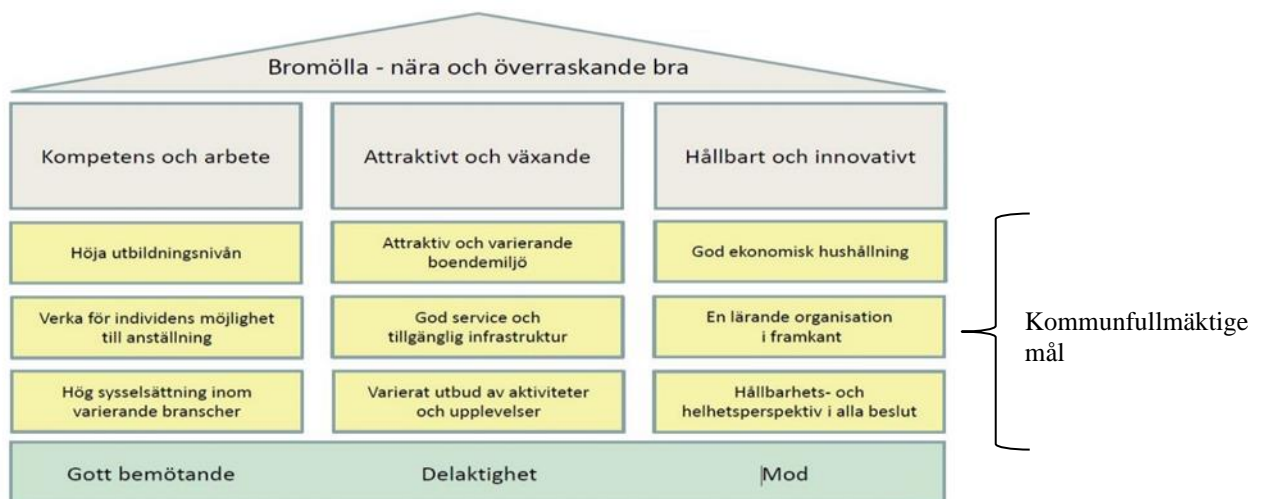 Bromölla - nära och överraskande bra
Kompetens och arbete
Attraktivt och växande
Hållbart och innovativt
Höja utbildningsnivån
Attraktiv och varierande
boendemiljö
God ekonomisk hushållning
Verka för individens möjlighet
till anställning
God service och
tillgänglig infrastruktur
En lärande organisation
i framkant
Hög sysselsättning inom
varierande branscher
Varierat utbud av aktiviteter
och upplevelser
Hållbarhets- och
helhetsperspektiv i alla beslut
Kommunfullmäktige
mål
Gott bemötande
Delaktighet
Mod